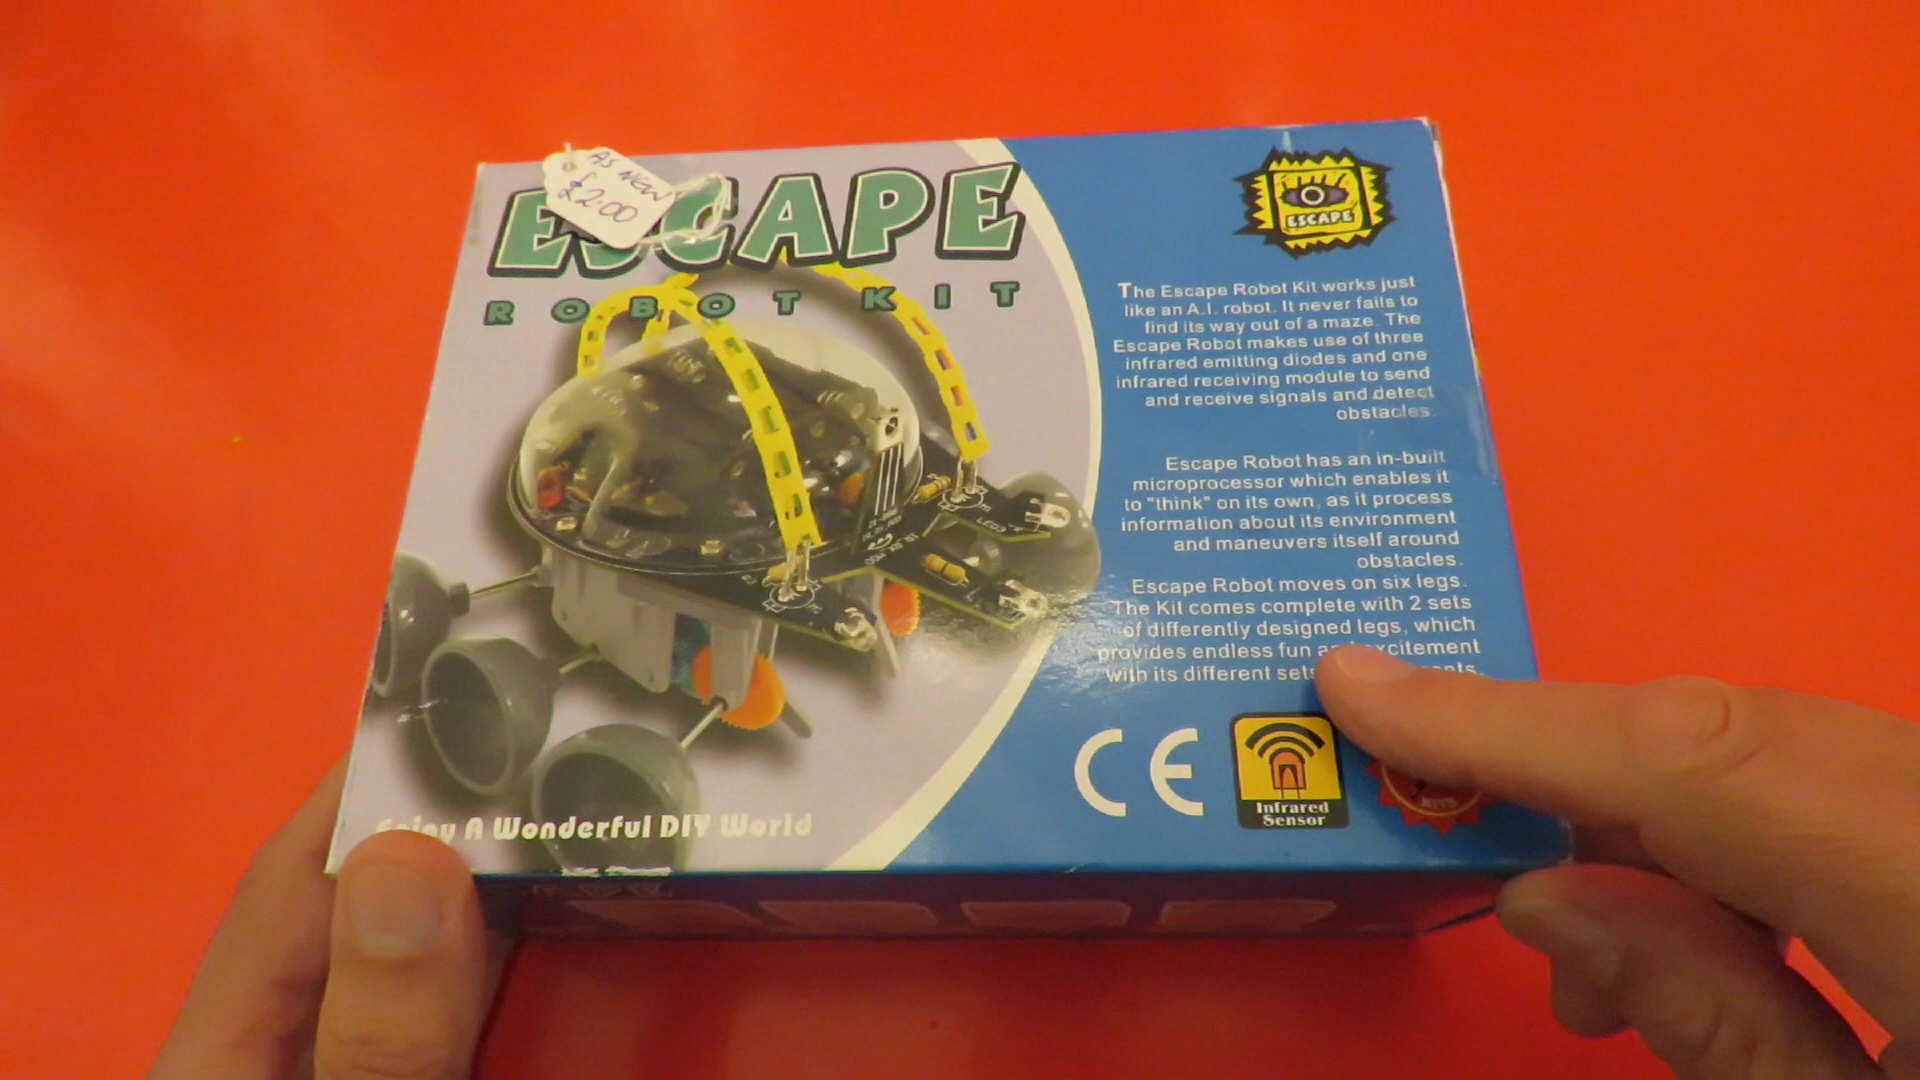 AS NEW
£2.00
ESCAPE
ROBOT KIT
ESCAPE
The Escape Robot Kit works just
like an A.I. robot. It never fails to
find its way out of a maze. The
Escape Robot makes use of three
infrared emitting diodes and one
infrared receiving module to send
and receive signals and detect
obstacles.
Escape Robot has an in-built
microprocessor which enables it
to "think" on its own, as it process
information about its environment
and maneuvers itself around
obstacles.
Escape Robot moves on six legs.
The Kit comes complete with 2 sets
of differently designed legs, which
provides endless fun and excitement
with its different sets
CE
Infrared
Sensor
KITS
Enjoy A Wonderful DIY World